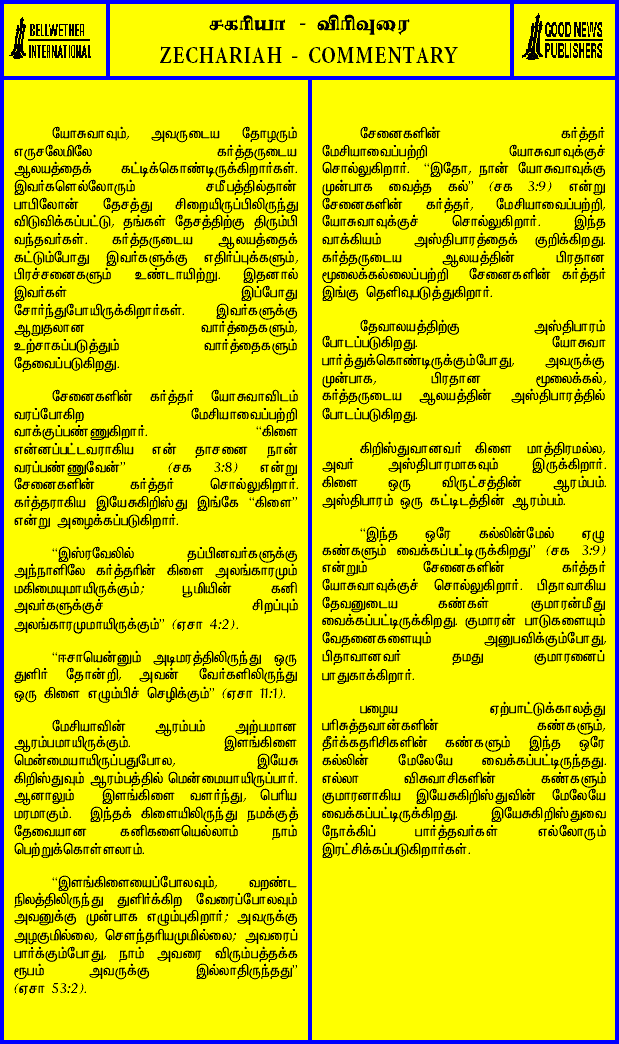 BELLWETHER
INTERNATIONAL
சகரியா - விரிவுரை
ZECHARIAH - COMMENTARY
GOOD NEWS
PUBLISHERS
யோசுவாவும், அவருடைய தோழரும்
எருசலேமிலே கர்த்தருடைய
ஆலயத்தைக் கட்டிக்கொண்டிருக்கிறார்கள்.
இவர்களெல்லோரும் சமீபத்தில்தான்
பாபிலோன் தேசத்து சிறையிருப்பிலிருந்து
விடுவிக்கப்பட்டு, தங்கள் தேசத்திற்கு திரும்பி
வந்தவர்கள். கர்த்தருடைய ஆலயத்தைக்
கட்டும்போது இவர்களுக்கு எதிர்ப்புக்களும்,
பிரச்சனைகளும் உண்டாயிற்று. இதனால்
இவர்கள் இப்போது
சோர்ந்துபோயிருக்கிறார்கள். இவர்களுக்கு
ஆறுதலான வார்த்தைகளும்,
உற்சாகப்படுத்தும் வார்த்தைகளும்
தேவைப்படுகிறது.
சேனைகளின் கர்த்தர் யோசுவாவிடம்
வரப்போகிற மேசியாவைப்பற்றி
வாக்குப்பண்ணுகிறார். “கிளை
என்னப்பட்டவராகிய என் தாசனை நான்
வரப்பண்ணுவேன்” (சக 3:8) என்று
சேனைகளின் கர்த்தர் சொல்லுகிறார்.
கர்த்தராகிய இயேசுகிறிஸ்து இங்கே “கிளை”
என்று அழைக்கப்படுகிறார்.
“இஸ்ரவேலில் தப்பினவர்களுக்கு
அந்நாளிலே கர்த்தரின் கிளை அலங்காரமும்
மகிமையுமாயிருக்கும்; பூமியின் கனி
அவர்களுக்குச் சிறப்பும்
அலங்காரமுமாயிருக்கும்” (ஏசா 4:2).
“ஈசாயென்னும் அடிமரத்திலிருந்து ஒரு
துளிர் தோன்றி, அவன் வேர்களிலிருந்து
ஒரு கிளை எழும்பிச் செழிக்கும்” (ஏசா 11:1).
மேசியாவின் ஆரம்பம் அற்பமான
ஆரம்பமாயிருக்கும். இளங்கிளை
மென்மையாயிருப்பதுபோல, இயேசு
கிறிஸ்துவும் ஆரம்பத்தில் மென்மையாயிருப்பார்.
ஆனாலும் இளங்கிளை வளர்ந்து, பெரிய
மரமாகும். இந்தக் கிளையிலிருந்து நமக்குத்
தேவையான கனிகளையெல்லாம் நாம்
பெற்றுக்கொள்ளலாம்.
“இளங்கிளையைப்போலவும், வறண்ட
நிலத்திலிருந்து துளிர்க்கிற வேரைப்போலவும்
அவனுக்கு முன்பாக எழும்புகிறார்; அவருக்கு
அழகுமில்லை, சௌந்தரியமுமில்லை; அவரைப்
பார்க்கும்போது, நாம் அவரை விரும்பத்தக்க
ரூபம் அவருக்கு இல்லாதிருந்தது”
(ஏசா 53:2).
சேனைகளின் கர்த்தர்
மேசியாவைப்பற்றி யோசுவாவுக்குச்
சொல்லுகிறார். “இதோ, நான் யோசுவாவுக்கு
முன்பாக வைத்த கல்” (சக 3:9) என்று
சேனைகளின் கர்த்தர், மேசியாவைப்பற்றி,
யோசுவாவுக்குச் சொல்லுகிறார். இந்த
வாக்கியம் அஸ்திபாரத்தைக் குறிக்கிறது.
கர்த்தருடைய ஆலயத்தின் பிரதான
மூலைக்கல்லைப்பற்றி சேனைகளின் கர்த்தர்
இங்கு தெளிவுபடுத்துகிறார்.
தேவாலயத்திற்கு அஸ்திபாரம்
போடப்படுகிறது. யோசுவா
பார்த்துக்கொண்டிருக்கும்போது, அவருக்கு
முன்பாக, பிரதான மூலைக்கல்,
கர்த்தருடைய ஆலயத்தின் அஸ்திபாரத்தில்
போடப்படுகிறது.
கிறிஸ்துவானவர் கிளை மாத்திரமல்ல,
அவர் அஸ்திபாரமாகவும் இருக்கிறார்.
கிளை ஒரு விருட்சத்தின் ஆரம்பம்.
அஸ்திபாரம் ஒரு கட்டிடத்தின் ஆரம்பம்.
“இந்த ஒரே கல்லின்மேல் ஏழு
கண்களும் வைக்கப்பட்டிருக்கிறது” (சக 3:9)
என்றும் சேனைகளின் கர்த்தர்
யோசுவாவுக்குச் சொல்லுகிறார். பிதாவாகிய
தேவனுடைய கண்கள் குமாரன்மீது
வைக்கப்பட்டிருக்கிறது. குமாரன் பாடுகளையும்
வேதனைகளையும் அனுபவிக்கும்போது,
பிதாவானவர் தமது குமாரனைப்
பாதுகாக்கிறார்.
பழைய ஏற்பாட்டுக்காலத்து
பரிசுத்தவான்களின் கண்களும்,
தீர்க்கதரிசிகளின் கண்களும் இந்த ஒரே
கல்லின் மேலேயே வைக்கப்பட்டிருந்தது.
எல்லா விசுவாசிகளின் கண்களும்
குமாரனாகிய இயேசுகிறிஸ்துவின் மேலேயே
வைக்கப்பட்டிருக்கிறது. இயேசுகிறிஸ்துவை
நோக்கிப் பார்த்தவர்கள் எல்லோரும்
இரட்சிக்கப்படுகிறார்கள்.